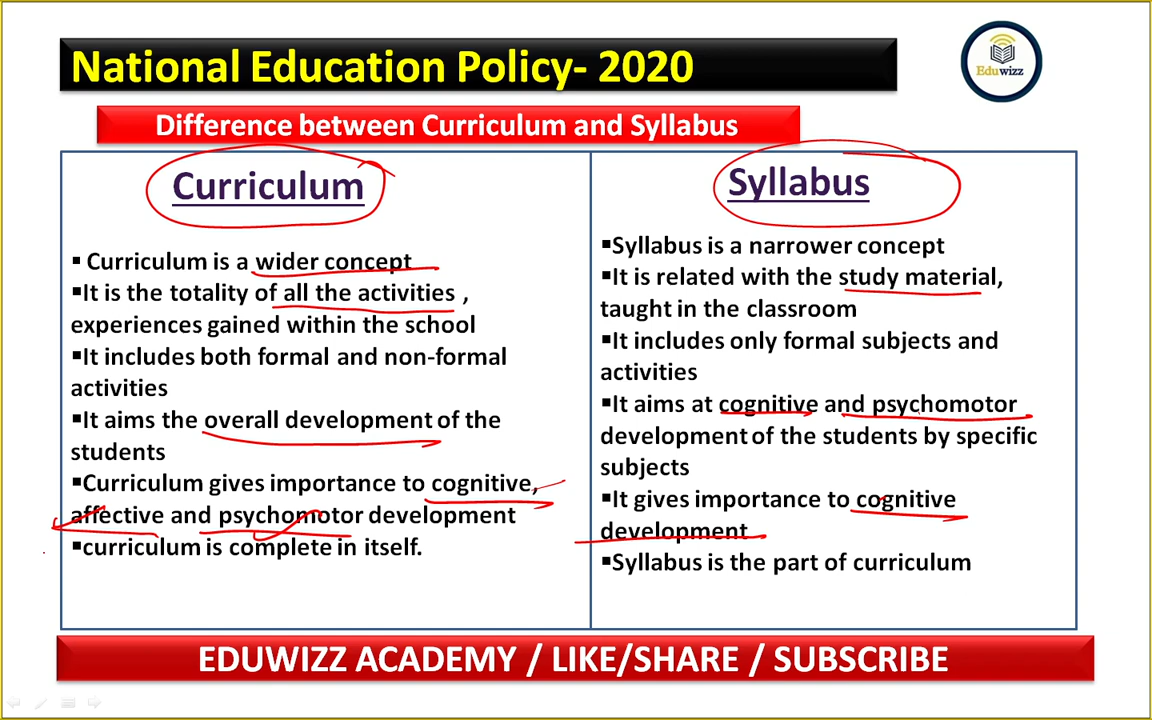 National Education Policy- 2020
Eduwizz
Difference between Curriculum and Syllabus
Curriculum
▪ Curriculum is a wider concept
▪It is the totality of all the activities ,
experiences gained within the school
▪It includes both formal and non-formal
activities
▪It aims the overall development of the
students
▪Curriculum gives importance to cognitive,
affective and psychomotor development
▪curriculum is complete in itself.
Syllabus
▪Syllabus is a narrower concept
▪It is related with the study material,
taught in the classroom
▪It includes only formal subjects and
activities
▪It aims at cognitive and psychomotor
development of the students by specific
subjects
▪It gives importance to cognitive
development
▪Syllabus is the part of curriculum
EDUWIZZ ACADEMY / LIKE/SHARE / SUBSCRIBE